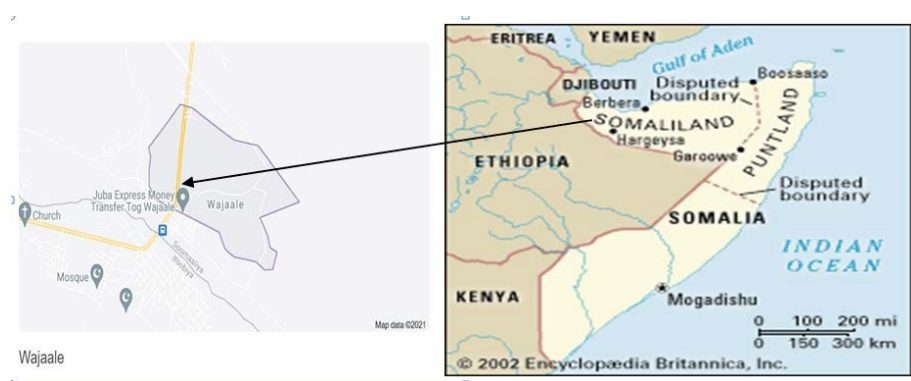 Juba Express Money
Transfer Tog Wajaale
Wajaale
Church
Soomaaliya
Itoobiya
Mosque
Map data ©2021
Wajaale
ERITREA
YEMEN
Gulf of Aden
DJIBOUTI
Disputed
boundary
Boosaaso
Berbera
SOMALILAND
Hargeysa
PUNTLAND
Garoowe
ETHIOPIA
Disputed
boundary
SOMALIA
INDIAN
OCEAN
KENYA
Mogadishu
0 100 200 mi
0 150 300 km
© 2002 Encyclopædia Britannica, Inc.